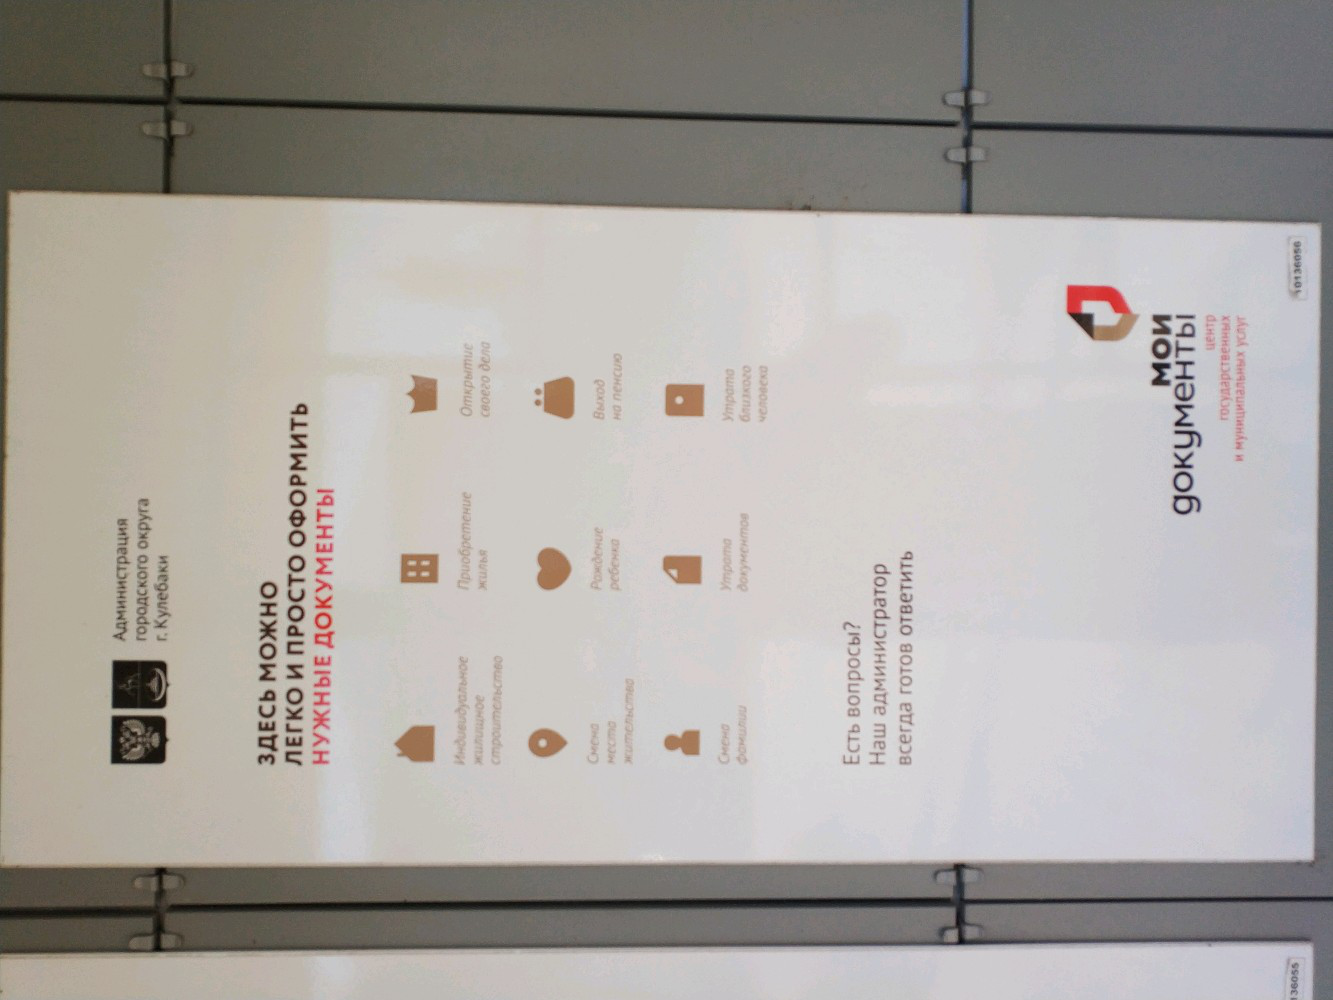 Администрация
городского округа
г. Кулебаки
ЗДЕСЬ МОЖНО
ЛЕГКО И ПРОСТО ОФОРМИТЬ
НУЖНЫЕ ДОКУМЕНТЫ
Индивидуальное
жилищное
строительство
Приобретение
жилья
Открытие
своего дела
Смена
места
жительства
Рождение
ребенка
Выход
на пенсию
Смена
фамилии
Утрата
документов
Утрата
близкого
человека
Есть вопросы?
Наш администратор
всегда готов ответить
мои
документы
центр
государственных
и муниципальных услуг
10136056
36055